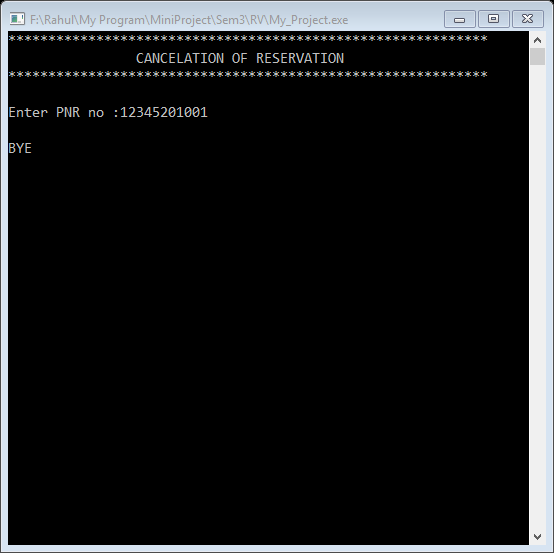 F:\Rahul\My Program\MiniProject\Sem3\RV\My_Project.exe
************************************************************
CANCELATION OF RESERVATION
************************************************************
Enter PNR no :12345201001
BYE